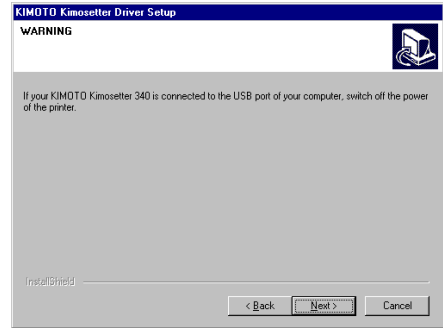 KIMOTO Kimosetter Driver Setup
WARNING
If your KIMOTO Kimosetter 340 is connected to the USB port of your computer, switch off the power
of the printer.
InstallShield
< Back
Next >
Cancel